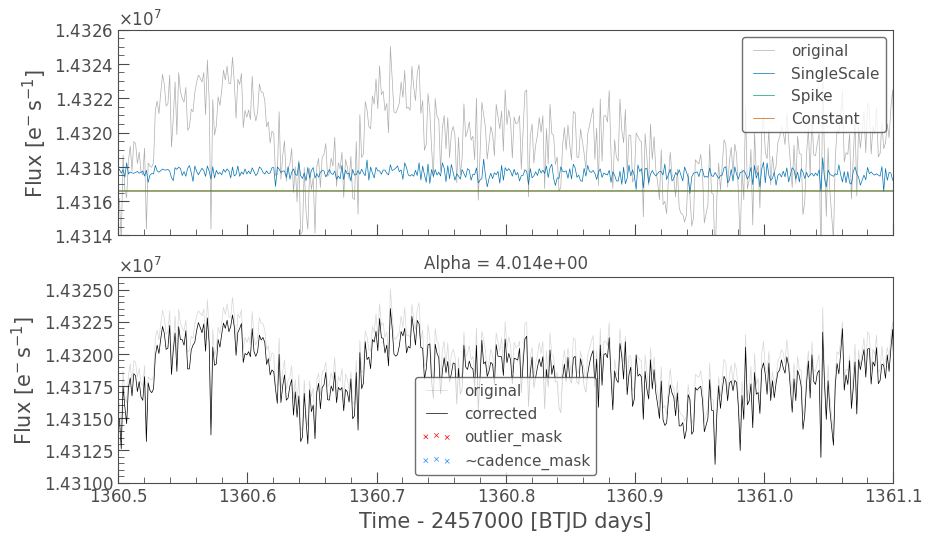 ×10⁷
1.4326
1.4324
1.4322
1.4320
1.4318
1.4316
1.4314
Flux [e⁻ s⁻¹]
original
SingleScale
Spike
Constant
Alpha = 4.014e+00
×10⁷
1.43250
1.43225
1.43200
1.43175
1.43150
1.43125
1.43100
Flux [e⁻ s⁻¹]
original
corrected
outlier_mask
~cadence_mask
1360.5 1360.6 1360.7 1360.8 1360.9 1361.0 1361.1
Time - 2457000 [BTJD days]